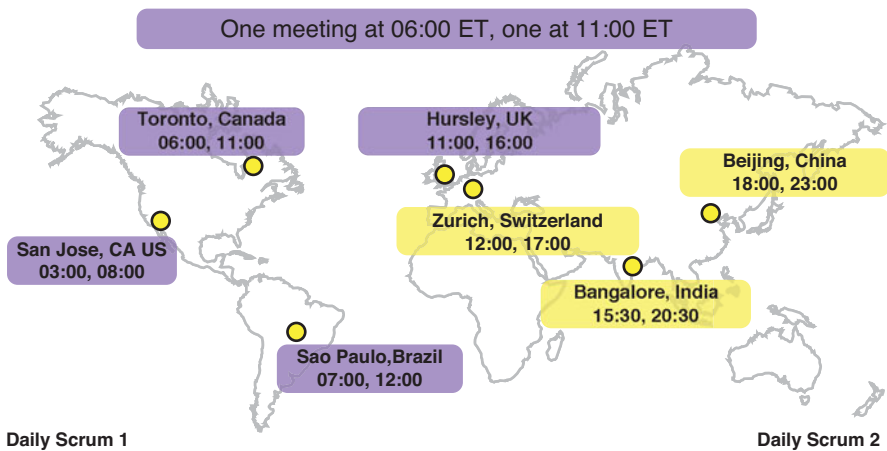 One meeting at 06:00 ET, one at 11:00 ET
Toronto, Canada
06:00, 11:00
Hursley, UK
11:00, 16:00
Beijing, China
18:00, 23:00
Zurich, Switzerland
12:00, 17:00
San Jose, CA US
03:00, 08:00
Bangalore, India
15:30, 20:30
Sao Paulo,Brazil
07:00, 12:00
Daily Scrum 1
Daily Scrum 2